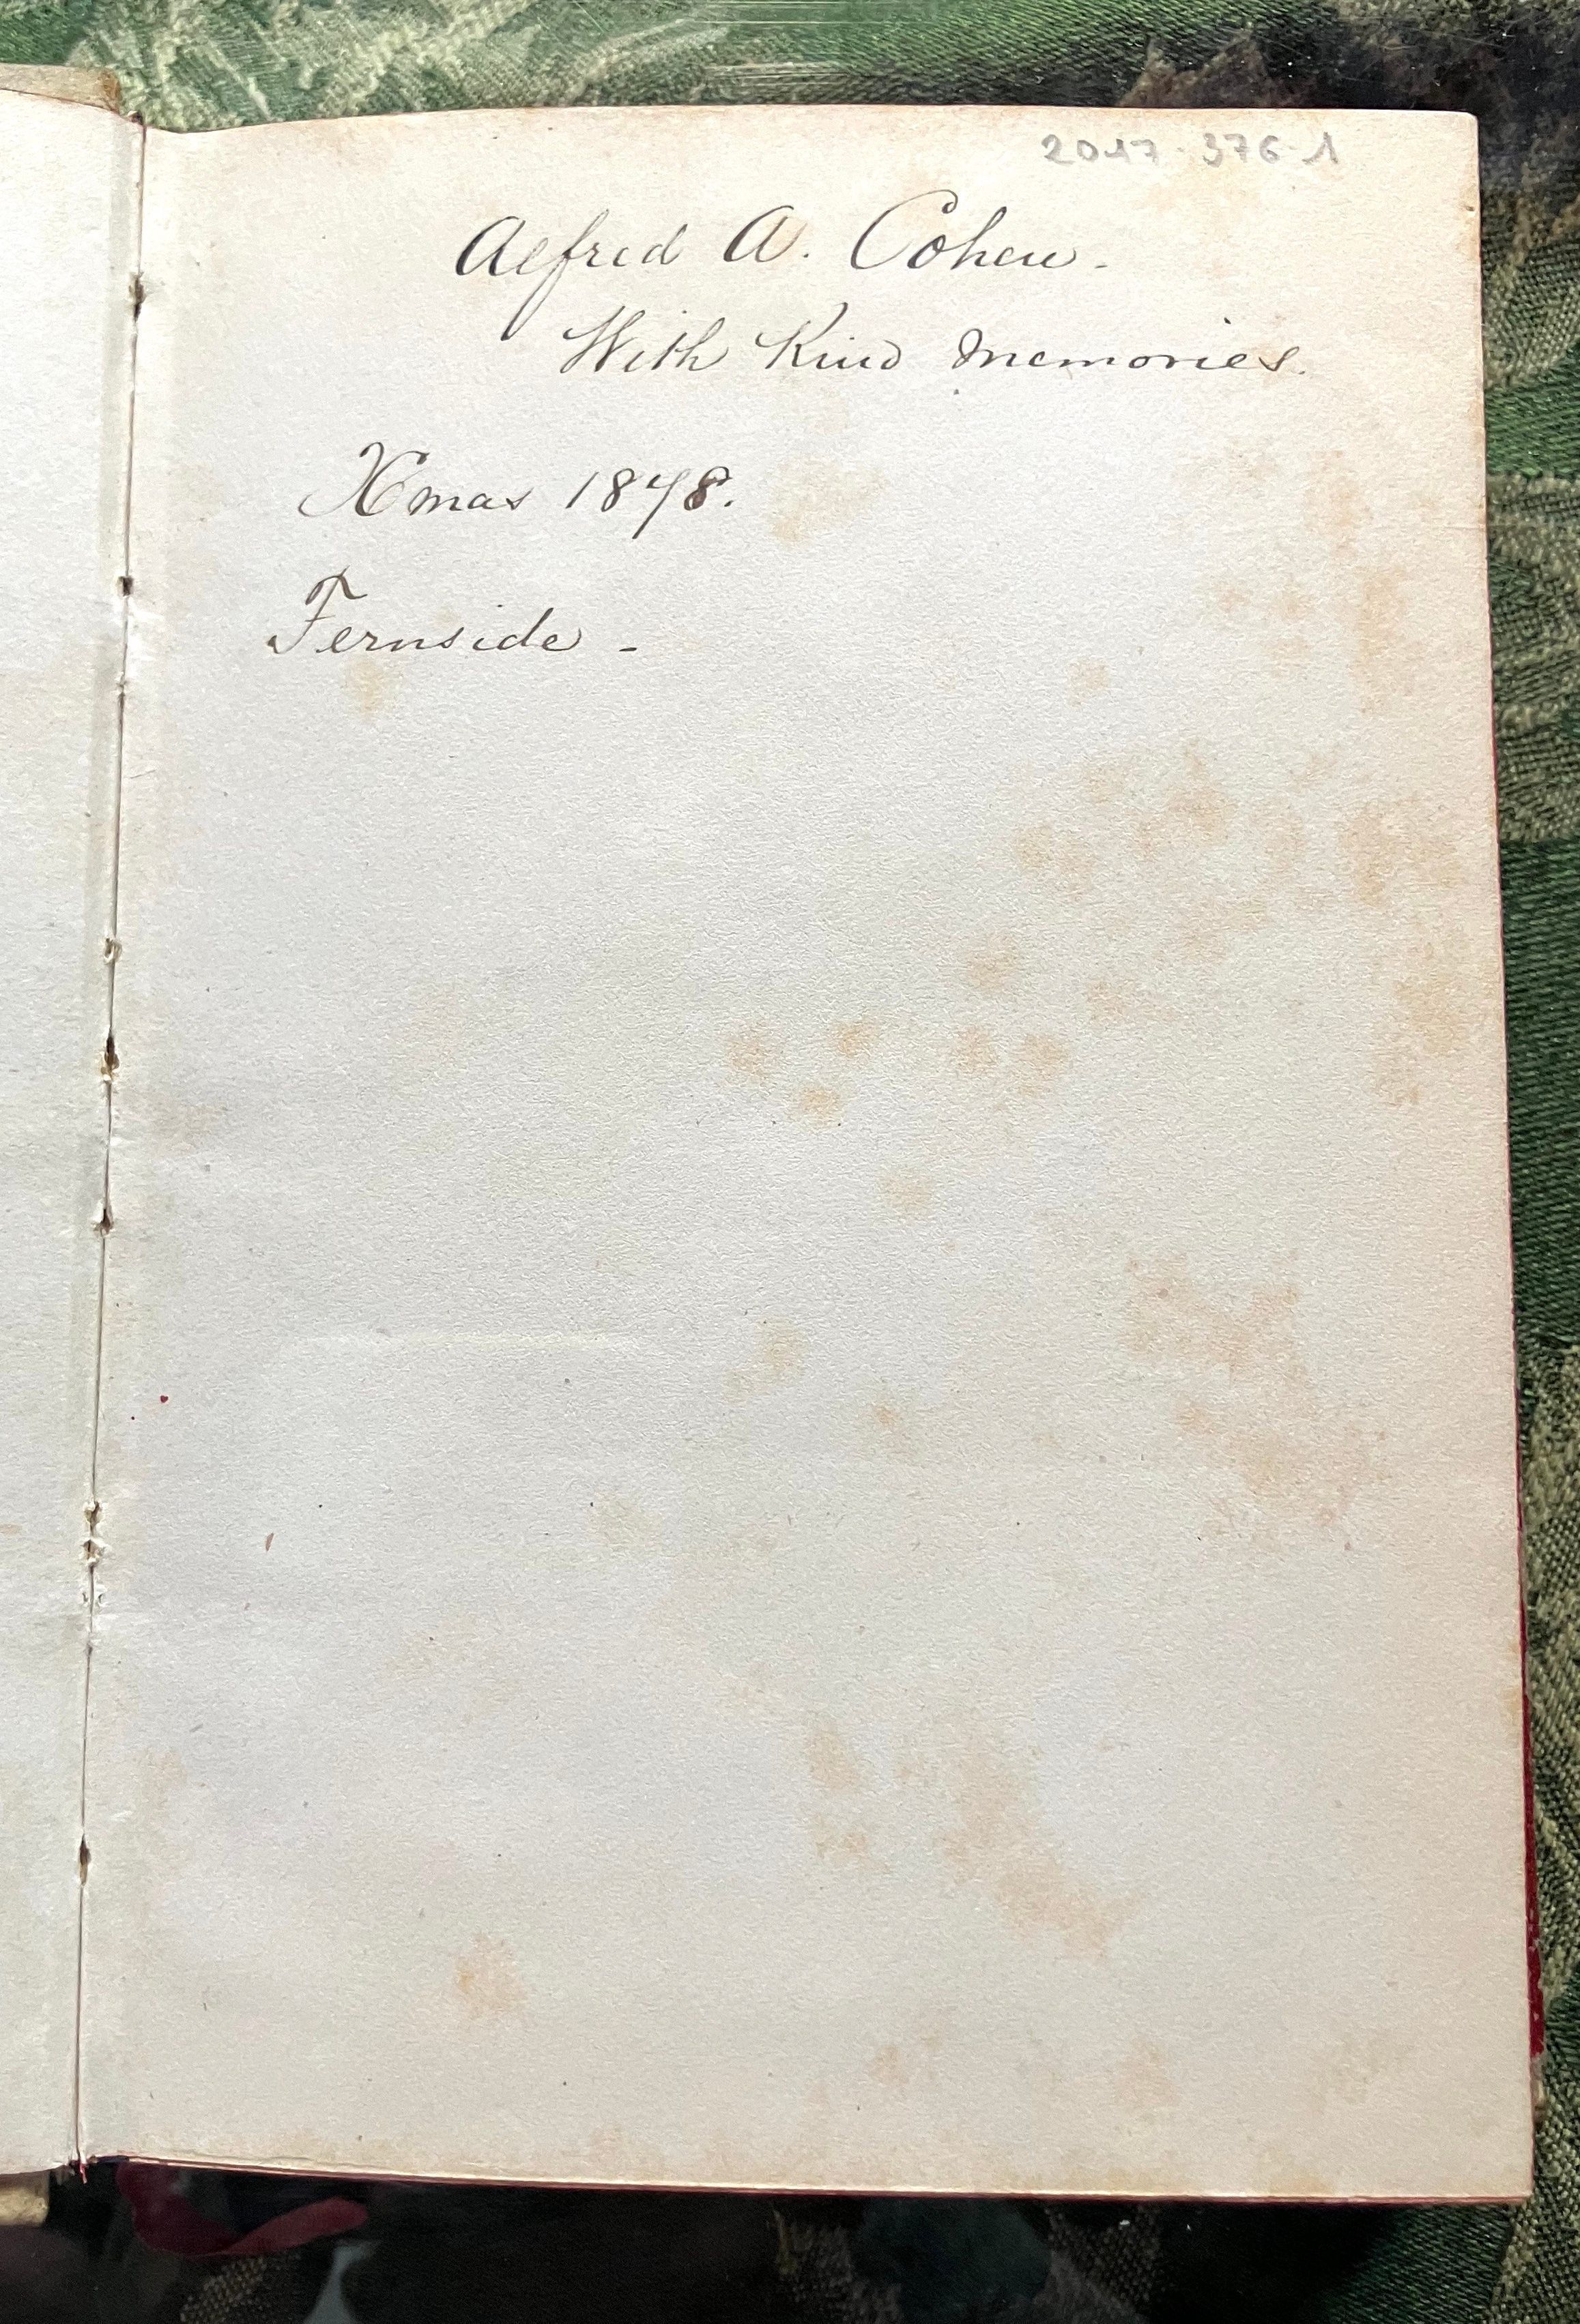 2017.376.1
Alfred A. Cohen.
With Kind Memories.
Xmas 1878.
Fernside -